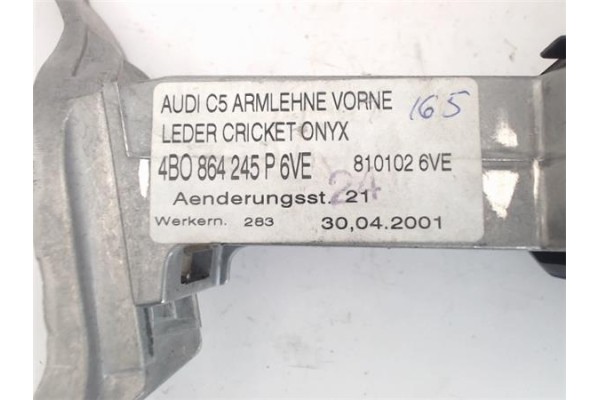 AUDI C5 ARMLEHNE VORNE 165
LEDER CRICKET ONYX
4B0 864 245 P 6VE 810102 6VE
Aenderungsst. 21
24
Werkern. 283 30,04.2001